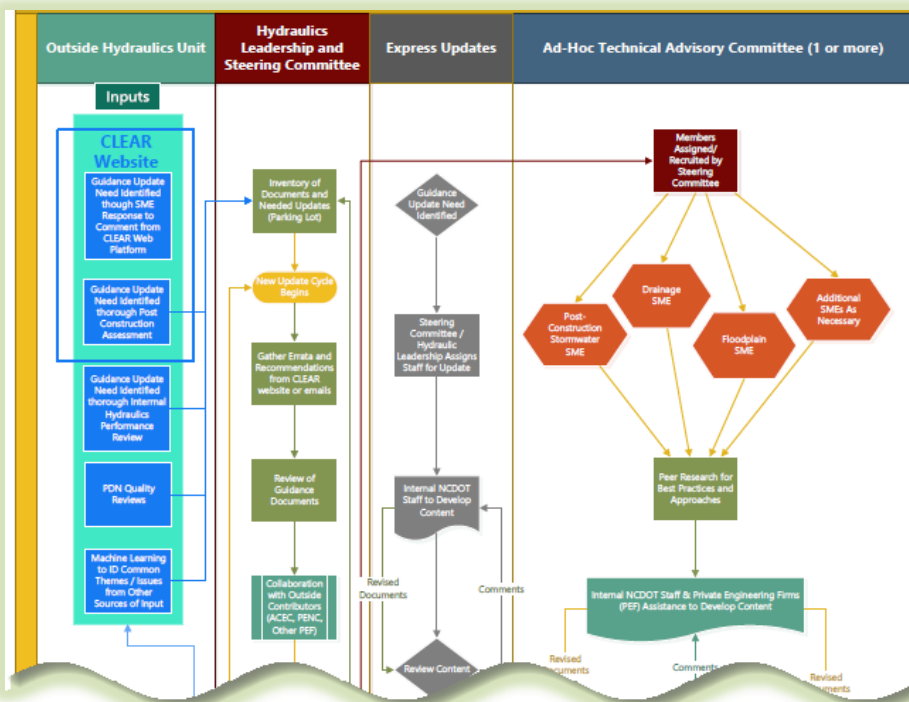 Outside Hydraulics Unit
Hydraulics
Leadership and
Steering Committee
Express Updates
Ad-Hoc Technical Advisory Committee (1 or more)
Inputs
CLEAR
Website
Guidance Update
Need Identified
though SME
Response to
Comment from
CLEAR Web
Platform
Guidance Update
Need Identified
thorough Post
Construction
Assessment
Guidance Update
Need Identified
thorough Internal
Hydraulics
Performance
Review
PDN Quality
Reviews
Machine Learning
to ID Common
Themes / Issues
from Other
Sources of Input
Inventory of
Documents and
Needed Updates
(Parking Lot)
New Update Cycle
Begins
Gather Errata and
Recommendations
from CLEAR
website or emails
Review of
Guidance
Documents
Collaboration
with Outside
Contributors
(ACEC, PENC,
Other PEF)
Guidance
Update Need
Identified
Steering
Committee /
Hydraulic
Leadership Assigns
Staff for Update
Internal NCDOT
Staff to Develop
Content
Revised
Documents
Comments
Review Content
Members
Assigned/
Recruited by
Steering
Committee
Post-
Construction
Stormwater
SME
Drainage
SME
Floodplain
SME
Additional
SMEs As
Necessary
Peer Research for
Best Practices and
Approaches
Internal NCDOT Staff & Private Engineering Firms
(PEF) Assistance to Develop Content
Revised
Documents
Comments
Revised